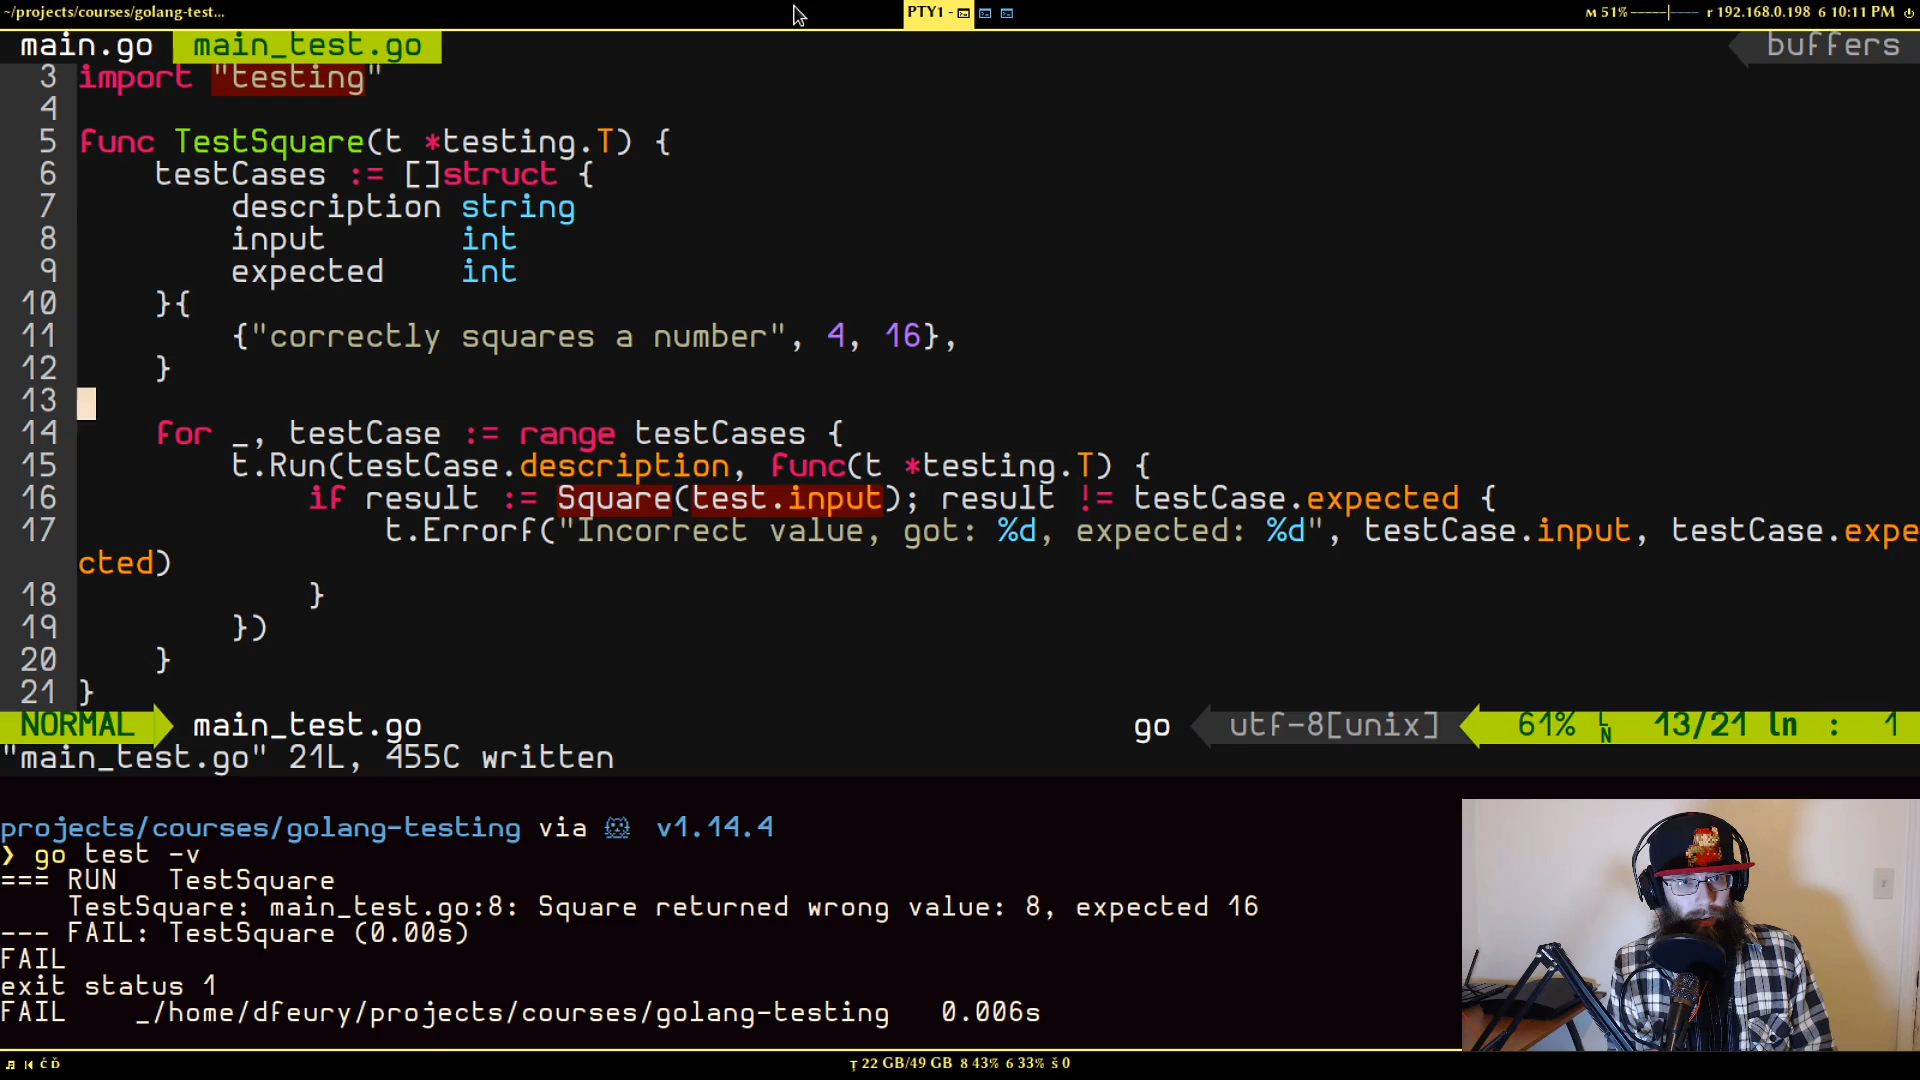 ~/projects/courses/golang-test...
PTY1 -
M 51%
r 192.168.0.198 6 10:11 PM
main.go main_test.go
buffers
3 import "testing"
4
5 func TestSquare(t *testing.T) {
6 testCases := []struct {
7 description string
8 input int
9 expected int
10 }{
11 {"correctly squares a number", 4, 16},
12 }
13
14 for _, testCase := range testCases {
15 t.Run(testCase.description, func(t *testing.T) {
16 if result := Square(test.input); result != testCase.expected {
17 t.Errorf("Incorrect value, got: %d, expected: %d", testCase.input, testCase.expe
cted)
18 }
19 })
20 }
21 }
NORMAL main_test.go go utf-8[unix] 61% LN 13/21 ln : 1
"main_test.go" 21L, 455C written
projects/courses/golang-testing via v1.14.4
❯ go test -v
=== RUN TestSquare
TestSquare: main_test.go:8: Square returned wrong value: 8, expected 16
--- FAIL: TestSquare (0.00s)
FAIL
exit status 1
FAIL _/home/dfeury/projects/courses/golang-testing 0.006s
22 GB/49 GB 8 43% 6 33% š 0